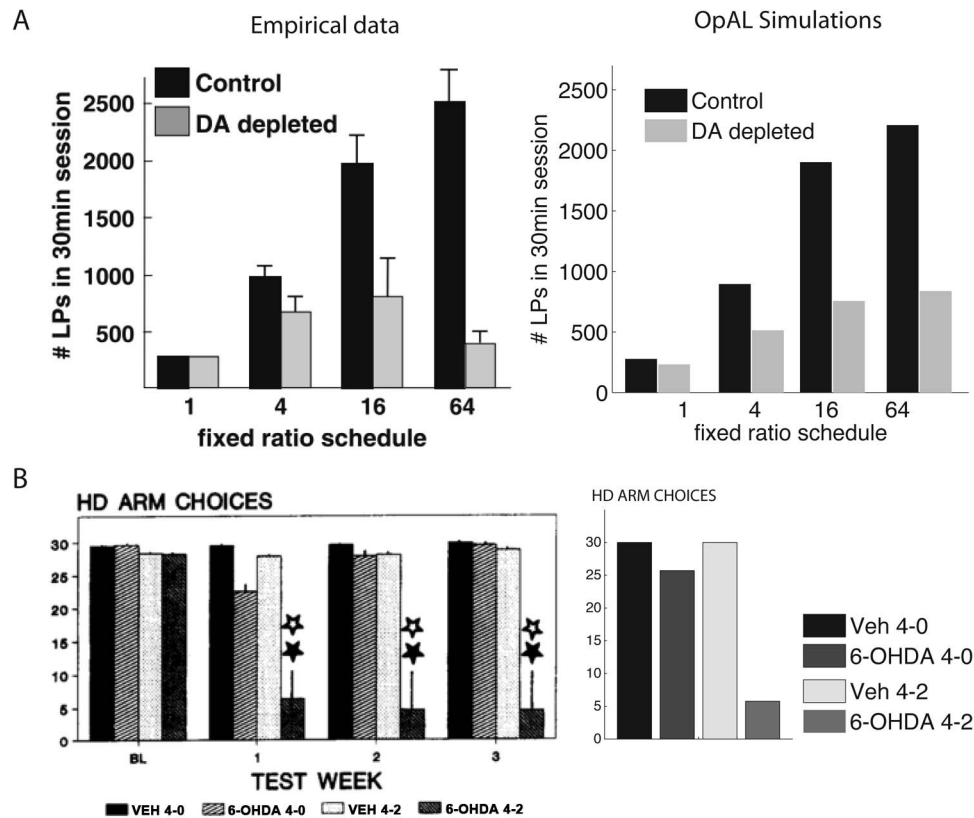 A
Empirical data
OpAL Simulations
Control
DA depleted
# LPs in 30min session
2500
2000
1500
1000
500
1 4 16 64
fixed ratio schedule
Control
DA depleted
# LPs in 30min session
2500
2000
1500
1000
500
0
1 4 16 64
fixed ratio schedule
B
HD ARM CHOICES
30
25
20
15
10
5
0
BL 1 2 3
TEST WEEK
VEH 4-0 6-OHDA 4-0 VEH 4-2 6-OHDA 4-2
HD ARM CHOICES
30
25
20
15
10
5
0
Veh 4-0
6-OHDA 4-0
Veh 4-2
6-OHDA 4-2